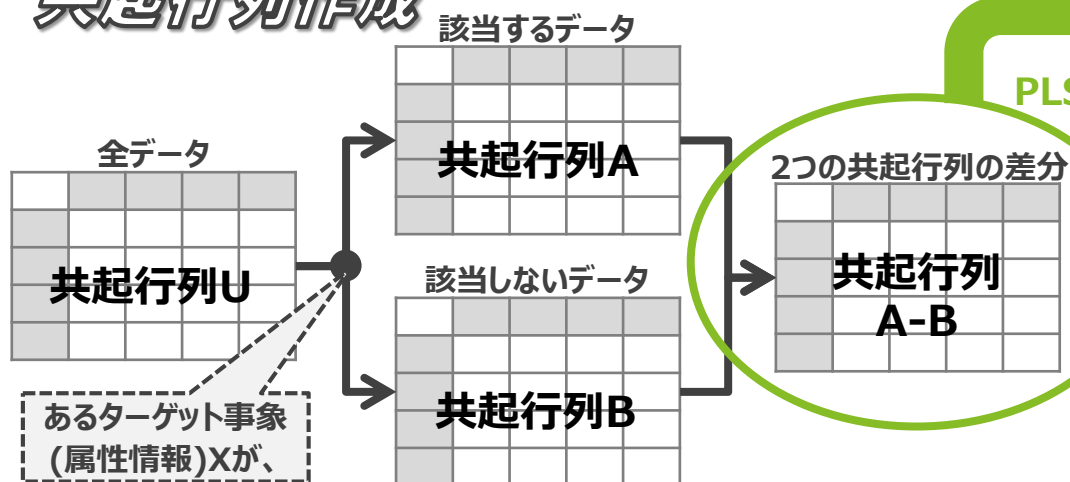 共起行列作成
該当するデータ
共起行列A
PLS
全データ
共起行列U
2つの共起行列の差分
共起行列
A-B
該当しないデータ
共起行列B
あるターゲット事象
(属性情報)Xが、